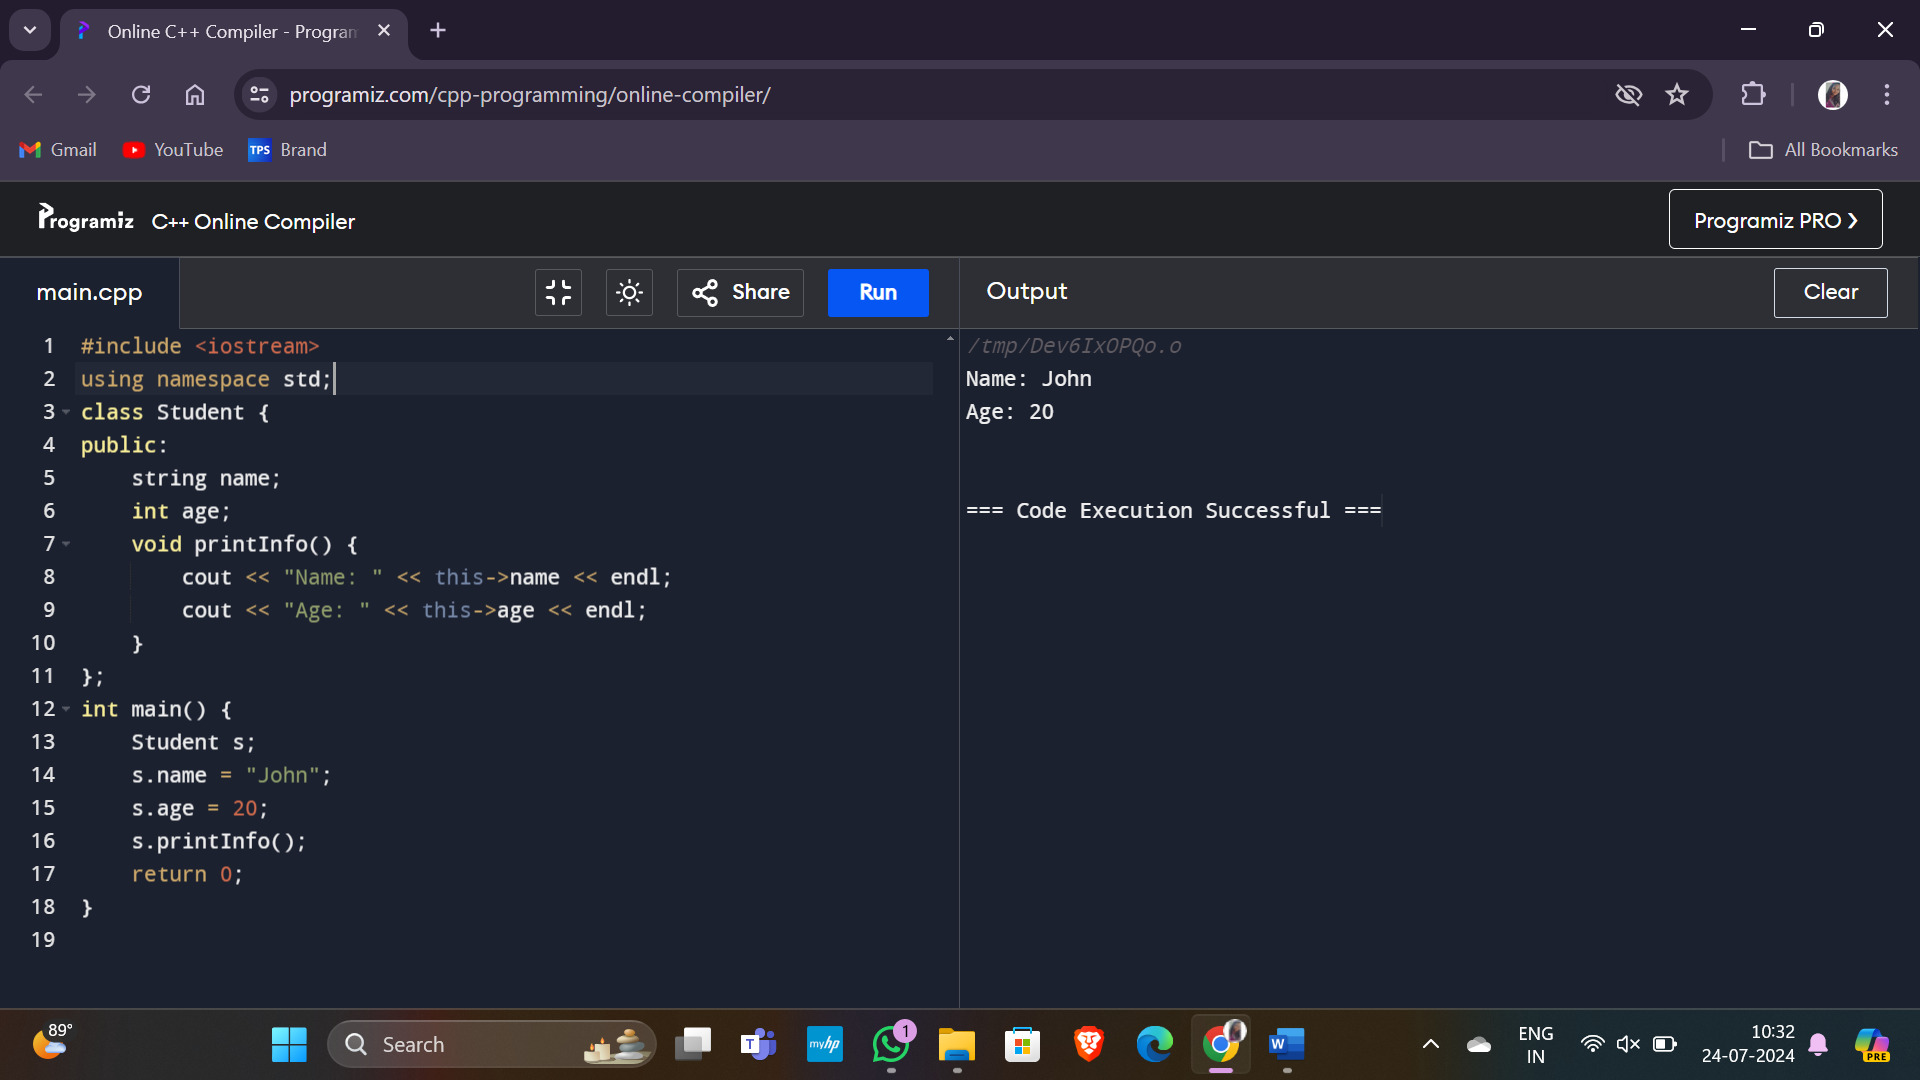 Online C++ Compiler - Program
programiz.com/cpp-programming/online-compiler/
Gmail YouTube TPS Brand All Bookmarks
Programiz C++ Online Compiler Programiz PRO ❯
main.cpp Share Run Output Clear
1 #include <iostream>
2 using namespace std;
3 class Student {
4 public:
5 string name;
6 int age;
7 void printInfo() {
8 cout << "Name: " << this->name << endl;
9 cout << "Age: " << this->age << endl;
10 }
11 };
12 int main() {
13 Student s;
14 s.name = "John";
15 s.age = 20;
16 s.printInfo();
17 return 0;
18 }
19
/tmp/Dev6IxOPQo.o
Name: John
Age: 20
=== Code Execution Successful ===
89° Search T myhp 1 W ENG 10:32 PRE
IN 24-07-2024